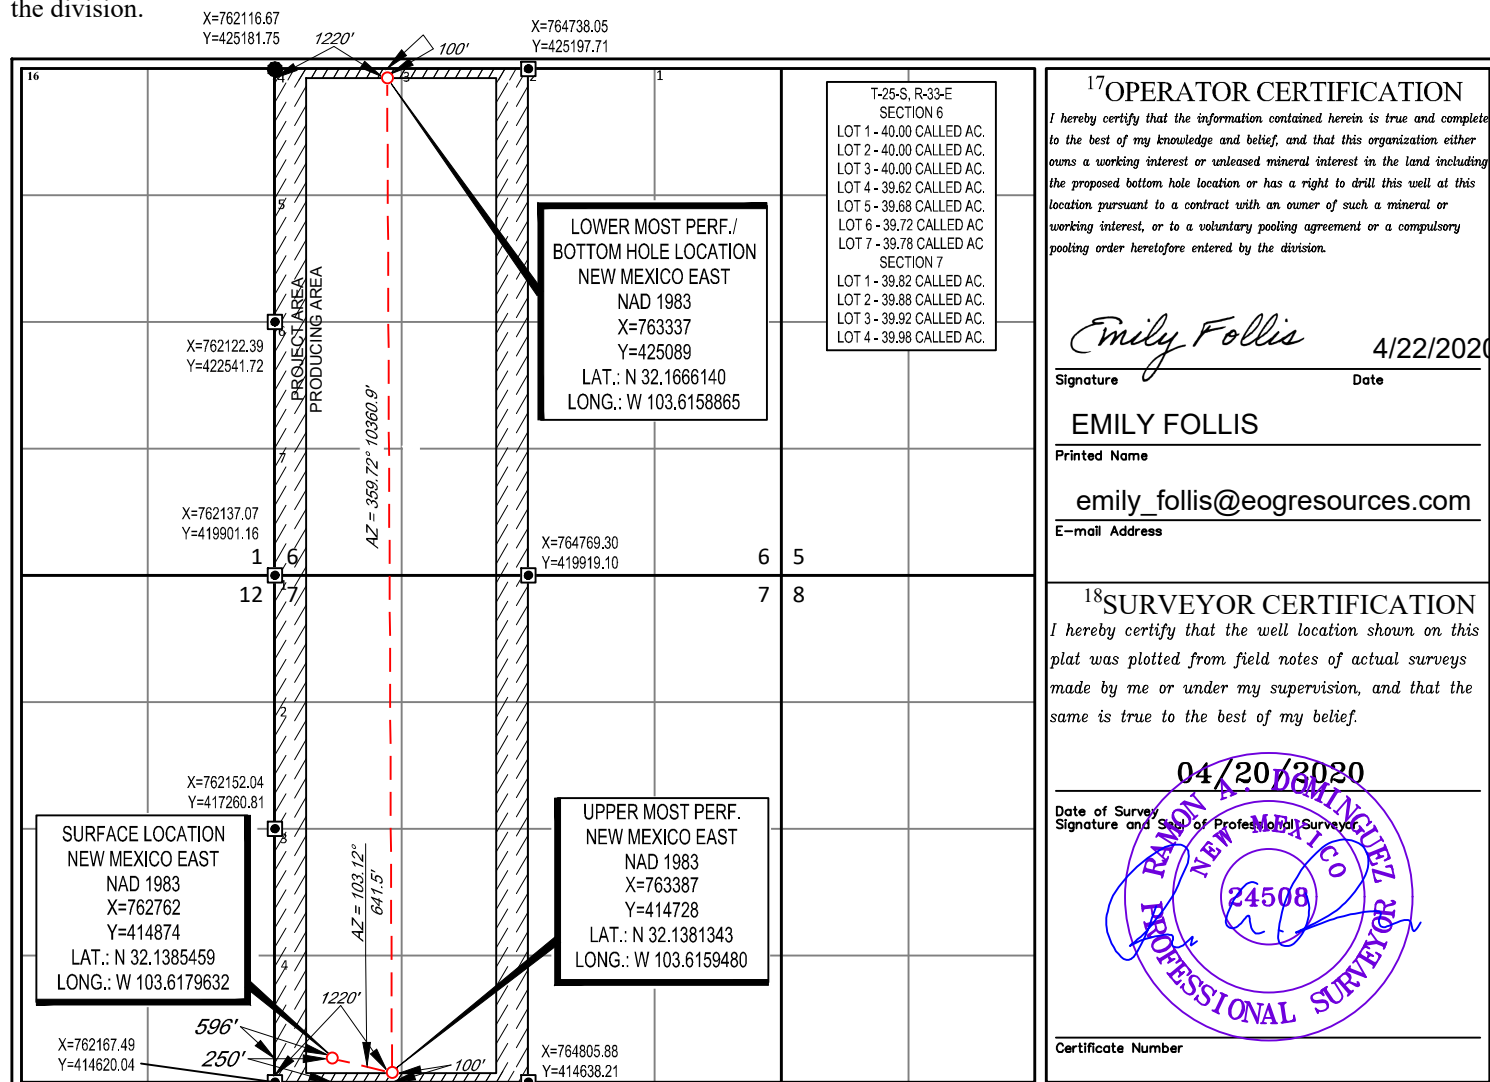 the division.
X=762116.67
Y=425181.75
1220'
100'
X=764738.05
Y=425197.71
16
4
3
2
1
T-25-S, R-33-E
SECTION 6
LOT 1 - 40.00 CALLED AC.
LOT 2 - 40.00 CALLED AC.
LOT 3 - 40.00 CALLED AC.
LOT 4 - 39.62 CALLED AC.
LOT 5 - 39.68 CALLED AC.
LOT 6 - 39.72 CALLED AC
LOT 7 - 39.78 CALLED AC
SECTION 7
LOT 1 - 39.82 CALLED AC.
LOT 2 - 39.88 CALLED AC.
LOT 3 - 39.92 CALLED AC.
LOT 4 - 39.98 CALLED AC.
5
LOWER MOST PERF./
BOTTOM HOLE LOCATION
NEW MEXICO EAST
NAD 1983
X=763337
Y=425089
LAT.: N 32.1666140
LONG.: W 103.6158865
PROJECT AREA
PRODUCING AREA
6
X=762122.39
Y=422541.72
AZ = 359.72° 10360.9'
7
X=762137.07
Y=419901.16
X=764769.30
Y=419919.10
1
6
6
5
12
7
7
8
1
2
X=762152.04
Y=417260.81
3
SURFACE LOCATION
NEW MEXICO EAST
NAD 1983
X=762762
Y=414874
LAT.: N 32.1385459
LONG.: W 103.6179632
AZ = 103.12°
641.5'
UPPER MOST PERF.
NEW MEXICO EAST
NAD 1983
X=763387
Y=414728
LAT.: N 32.1381343
LONG.: W 103.6159480
4
1220'
596'
250'
100'
X=762167.49
Y=414620.04
X=764805.88
Y=414638.21
17OPERATOR CERTIFICATION
I hereby certify that the information contained herein is true and complete
to the best of my knowledge and belief, and that this organization either
owns a working interest or unleased mineral interest in the land including
the proposed bottom hole location or has a right to drill this well at this
location pursuant to a contract with an owner of such a mineral or
working interest, or to a voluntary pooling agreement or a compulsory
pooling order heretofore entered by the division.
Emily Follis
4/22/2020
Signature
Date
EMILY FOLLIS
Printed Name
emily_follis@eogresources.com
E-mail Address
18SURVEYOR CERTIFICATION
I hereby certify that the well location shown on this
plat was plotted from field notes of actual surveys
made by me or under my supervision, and that the
same is true to the best of my belief.
04/20/2020
Date of Survey
Signature and Seal of Professional Surveyor:
RAMON A. DOMINGUEZ
NEW MEXICO
24508
PROFESSIONAL SURVEYOR
Certificate Number